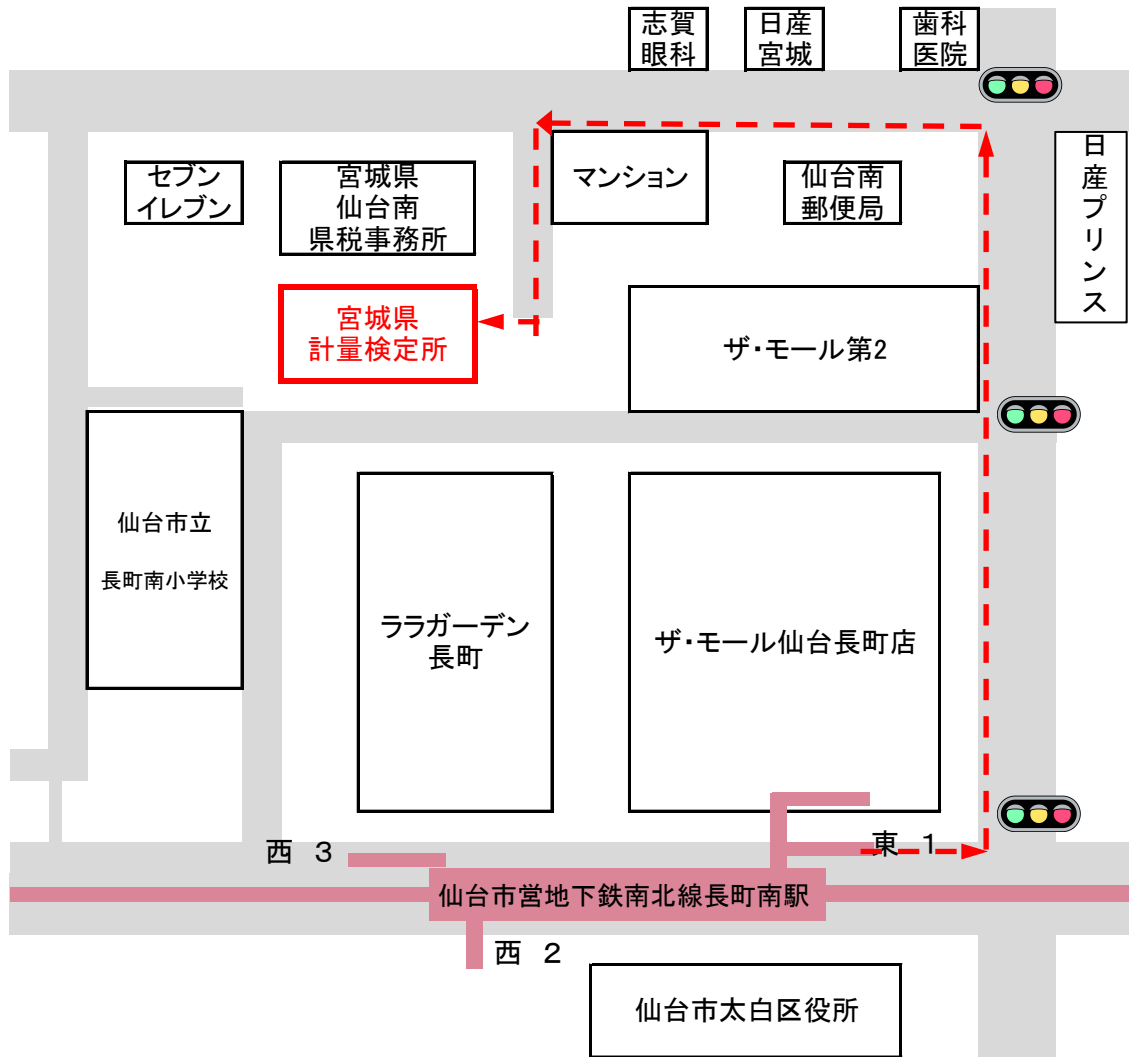 志賀
眼科
日産
宮城
歯科
医院
セブン
イレブン
宮城県
仙台南
県税事務所
マンション
仙台南
郵便局
日産プリンス
宮城県
計量検定所
ザ・モール第2
仙台市立
長町南小学校
ララガーデン
長町
ザ・モール仙台長町店
西 3
東 1
仙台市営地下鉄南北線長町南駅
西 2
仙台市太白区役所